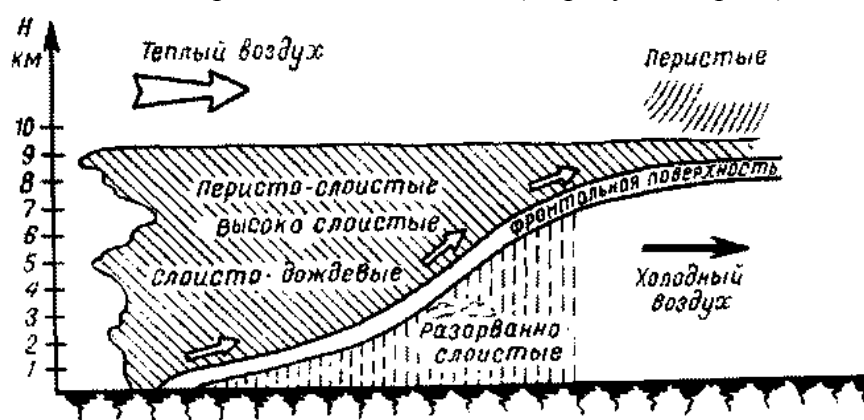 H
км
Теплый воздух
Перистые
10
9
8
7
6
5
4
3
2
1
Перисто-слоистые
высоко слоистые
Слоисто-дождевые
Фронтальная поверхность
Холодный
воздух
Разорванно
слоистые